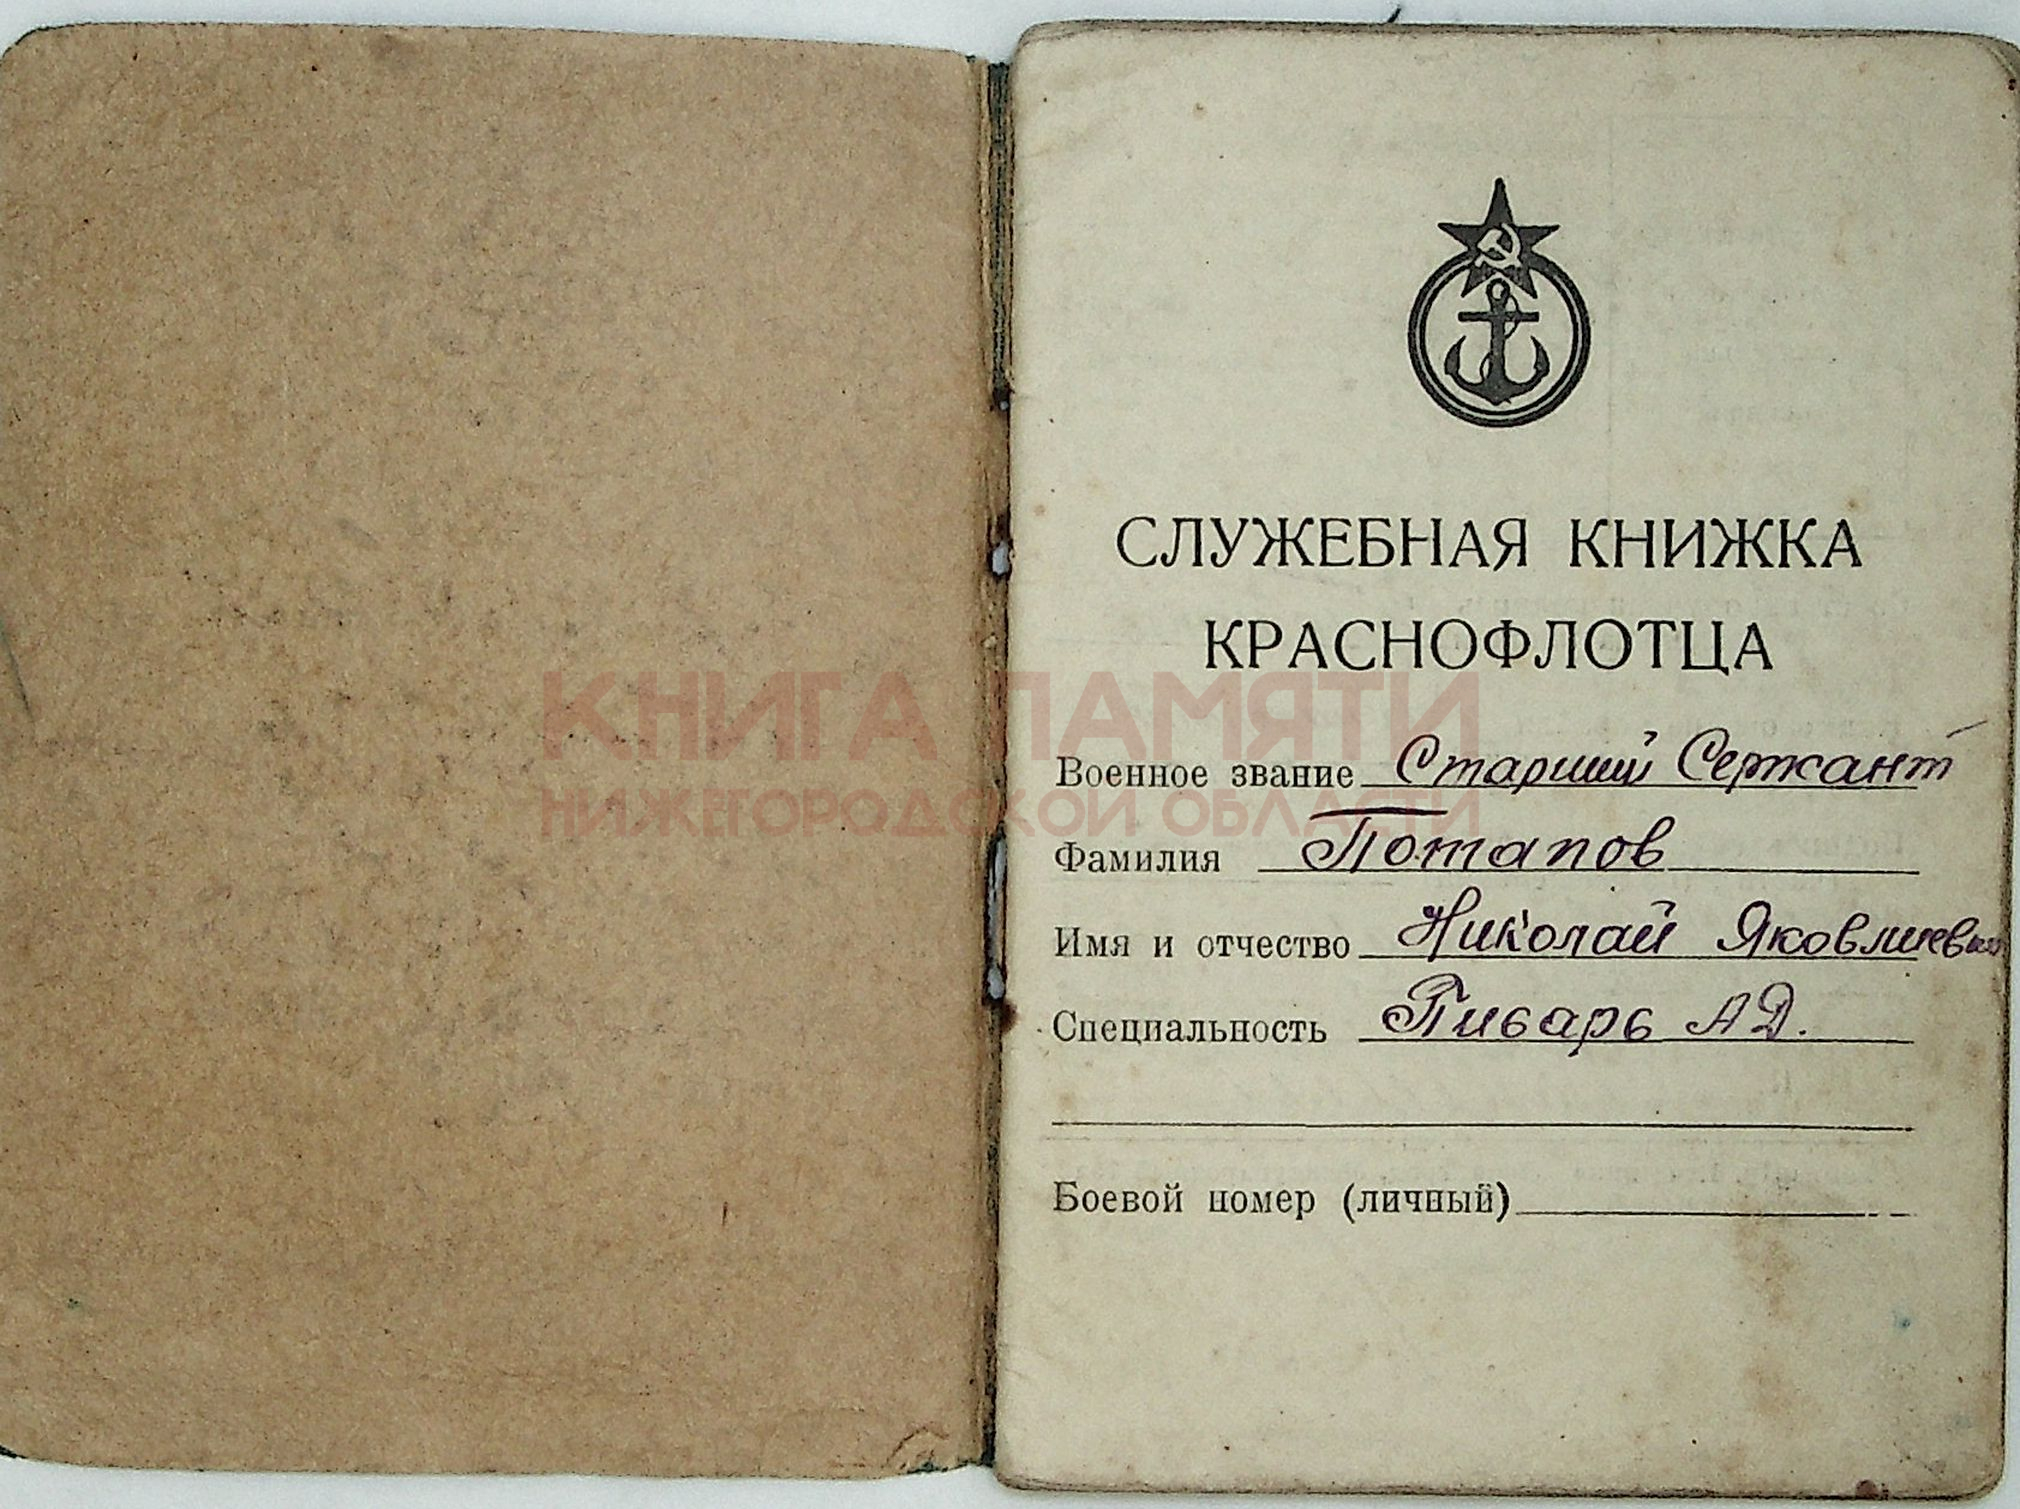 СЛУЖЕБНАЯ КНИЖКА
КРАСНОФЛОТЦА
КНИГА ПАМЯТИ
НИЖЕГОРОДСКОЙ ОБЛАСТИ
Военное звание Старший Сержант
Фамилия Потапов
Имя и отчество Николай
Специальность Писарь АД.
Боевой номер (личный)